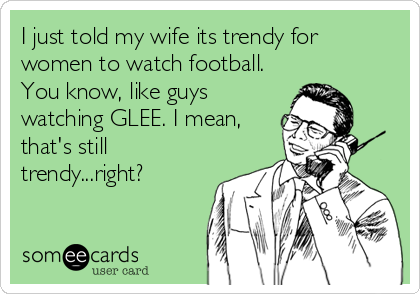 I just told my wife its trendy for
women to watch football.
You know, like guys
watching GLEE. I mean,
that's still
trendy...right?
someecards
user card